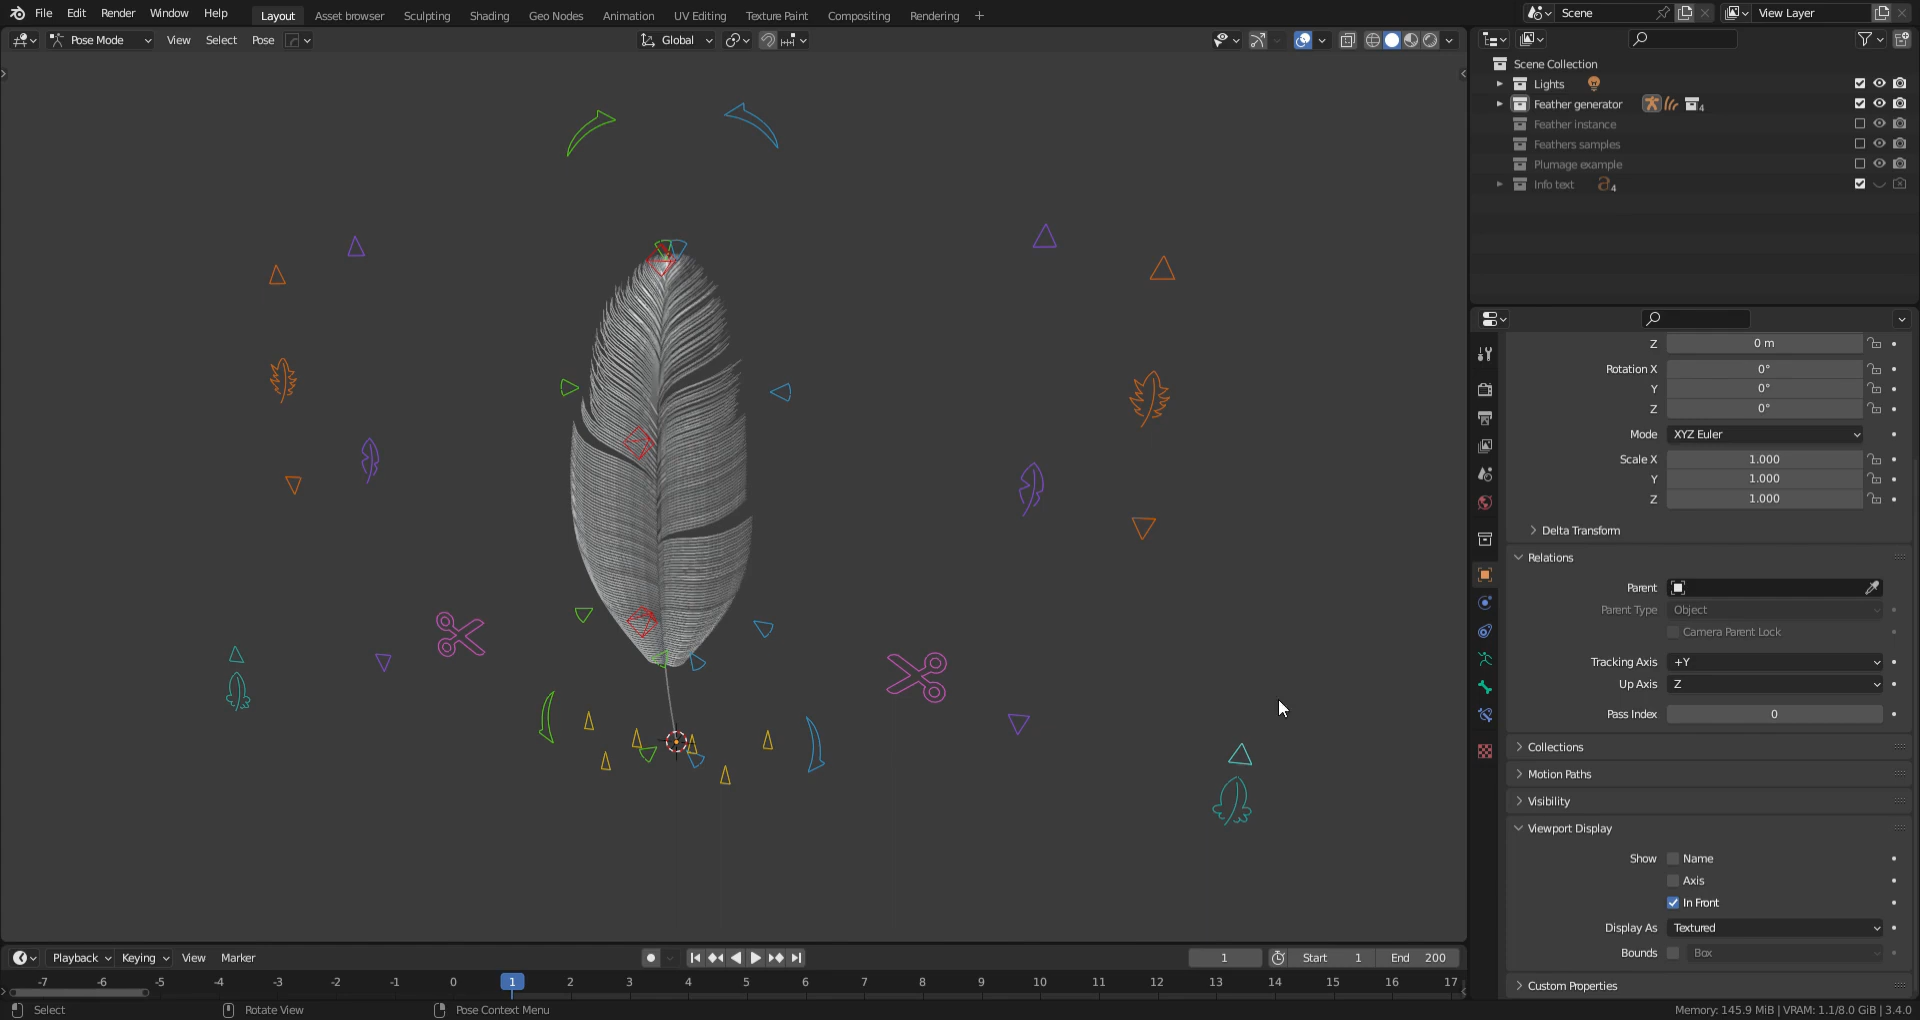 File Edit Render Window Help Layout Asset browser Sculpting Shading Geo Nodes Animation UV Editing Texture Paint Compositing Rendering + Scene View Layer
Pose Mode View Select Pose Global
Scene Collection
Lights
Feather generator 4
Feather instance
Feathers samples
Plumage example
Info text 4
Z 0 m
Rotation X 0°
Y 0°
Z 0°
Mode XYZ Euler
Scale X 1.000
Y 1.000
Z 1.000
Delta Transform
Relations
Parent
Parent Type Object
Camera Parent Lock
Tracking Axis +Y
Up Axis Z
Pass Index 0
Collections
Motion Paths
Visibility
Viewport Display
Show Name
Axis
In Front
Display As Textured
Bounds Box
Custom Properties
Playback Keying View Marker 1 Start 1 End 200
-7 -6 -5 -4 -3 -2 -1 0 1 2 3 4 5 6 7 8 9 10 11 12 13 14 15 16 17
Select Rotate View Pose Context Menu Memory: 145.9 MiB | VRAM: 1.1/8.0 GiB | 3.4.0